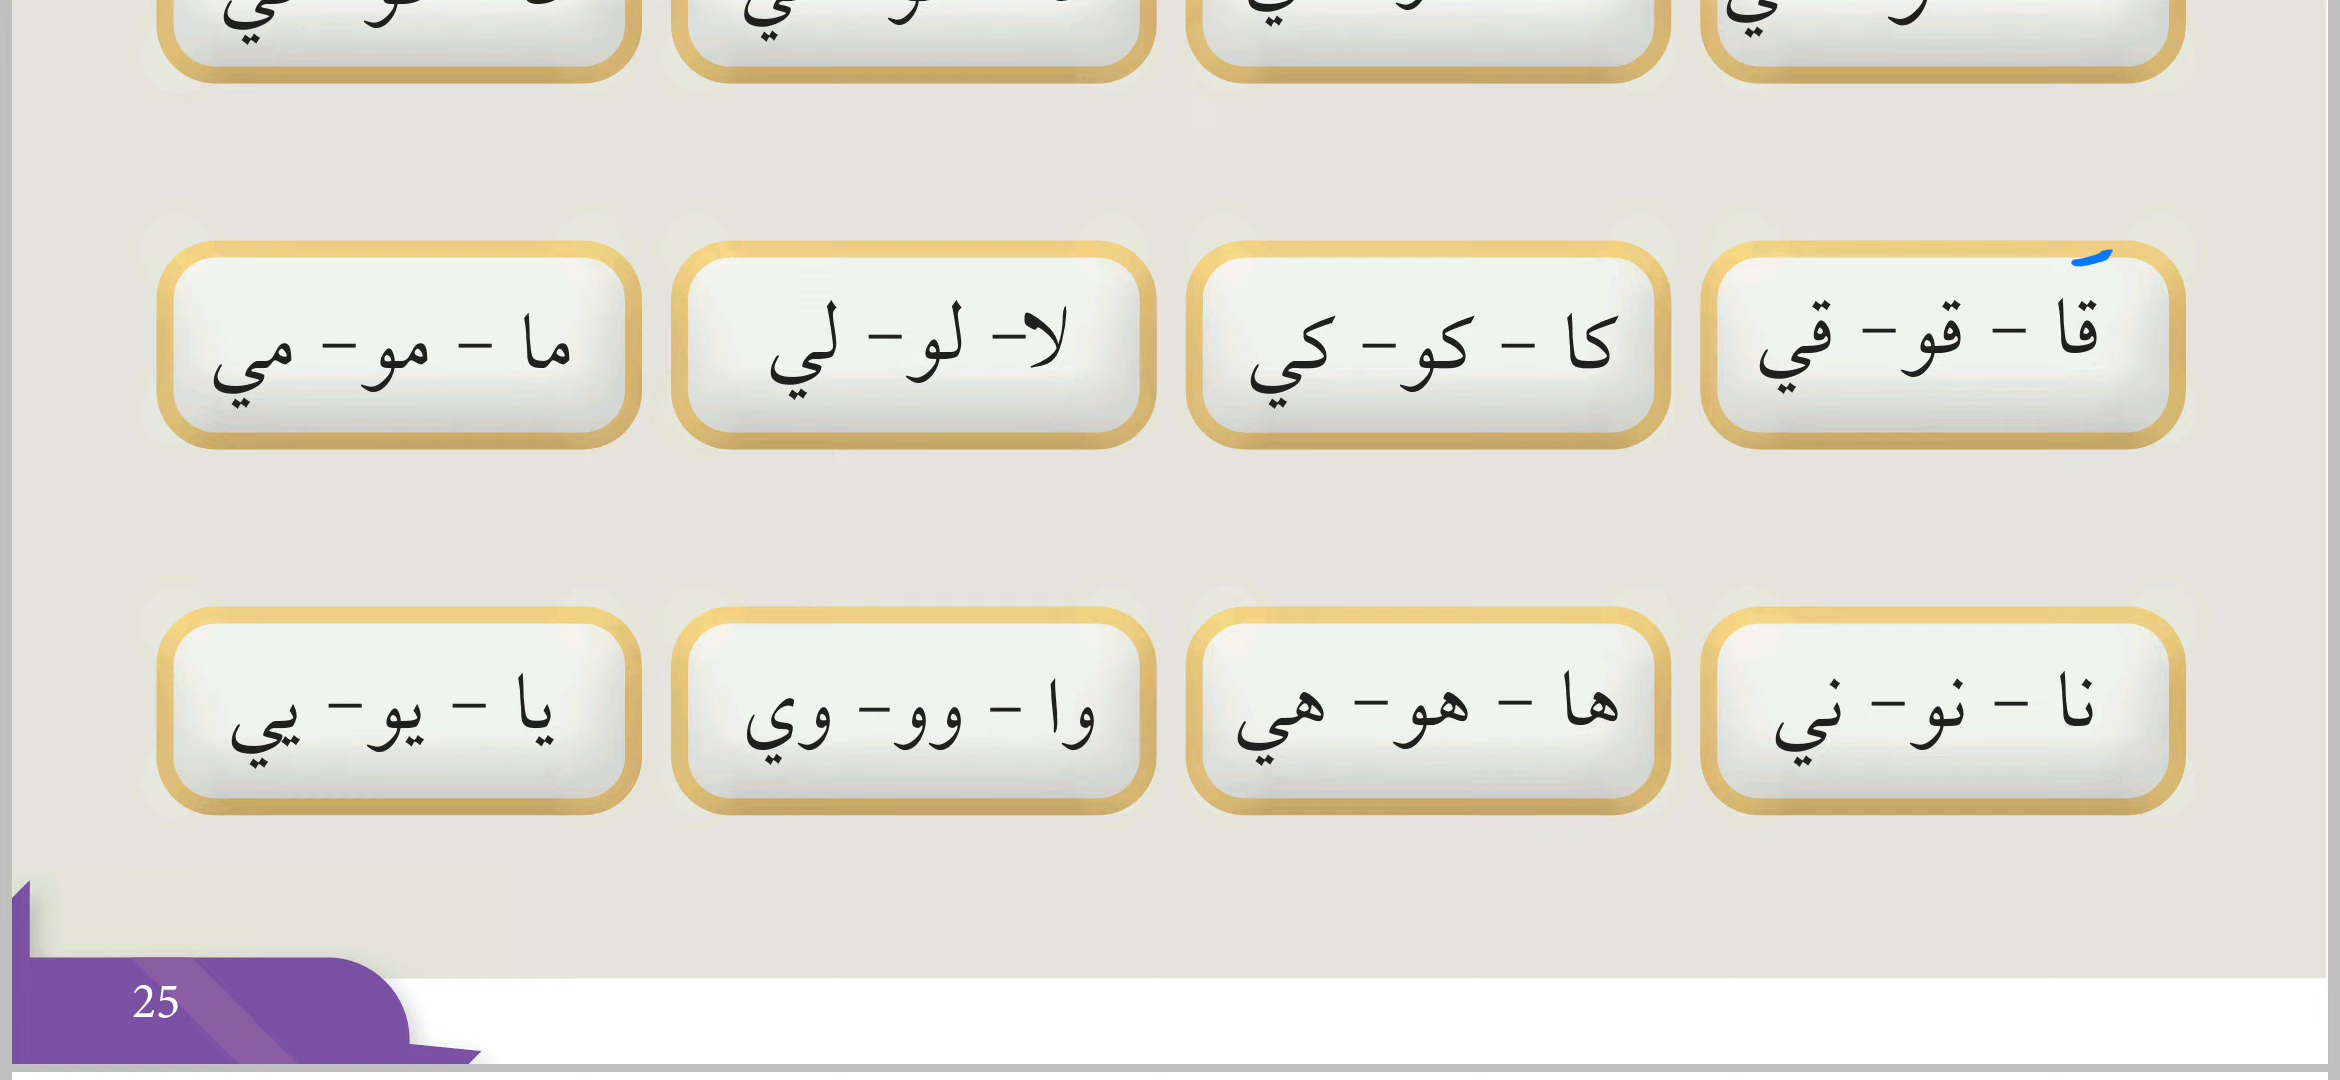 قا – قو– قي
كا – كو– كي
لا– لو– لي
ما – مو– مي
نا – نو– ني
ها – هو– هي
وا – وو– وي
يا – يو– يي
25